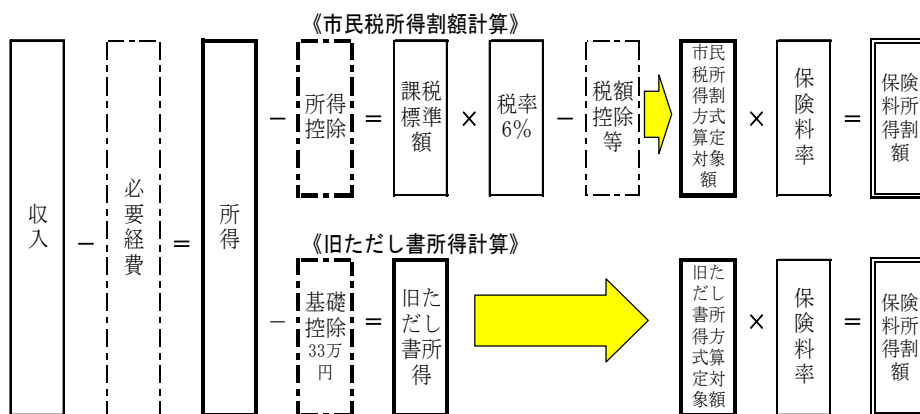 《市民税所得割額計算》
収入
－
必要経費
＝
所得
－
所得
控除
＝
課税
標準
額
×
税率
6%
－
税額
控除
等
市民
税所
得割
方式
算定
対象
額
×
保険料率
＝
保険
料所
得割
額
《旧ただし書所得計算》
－
基礎
控除
33万
円
＝
旧た
だし
書所
得
旧た
だし
書所
得方
式算
定対
象額
×
保険料率
＝
保険
料所
得割
額